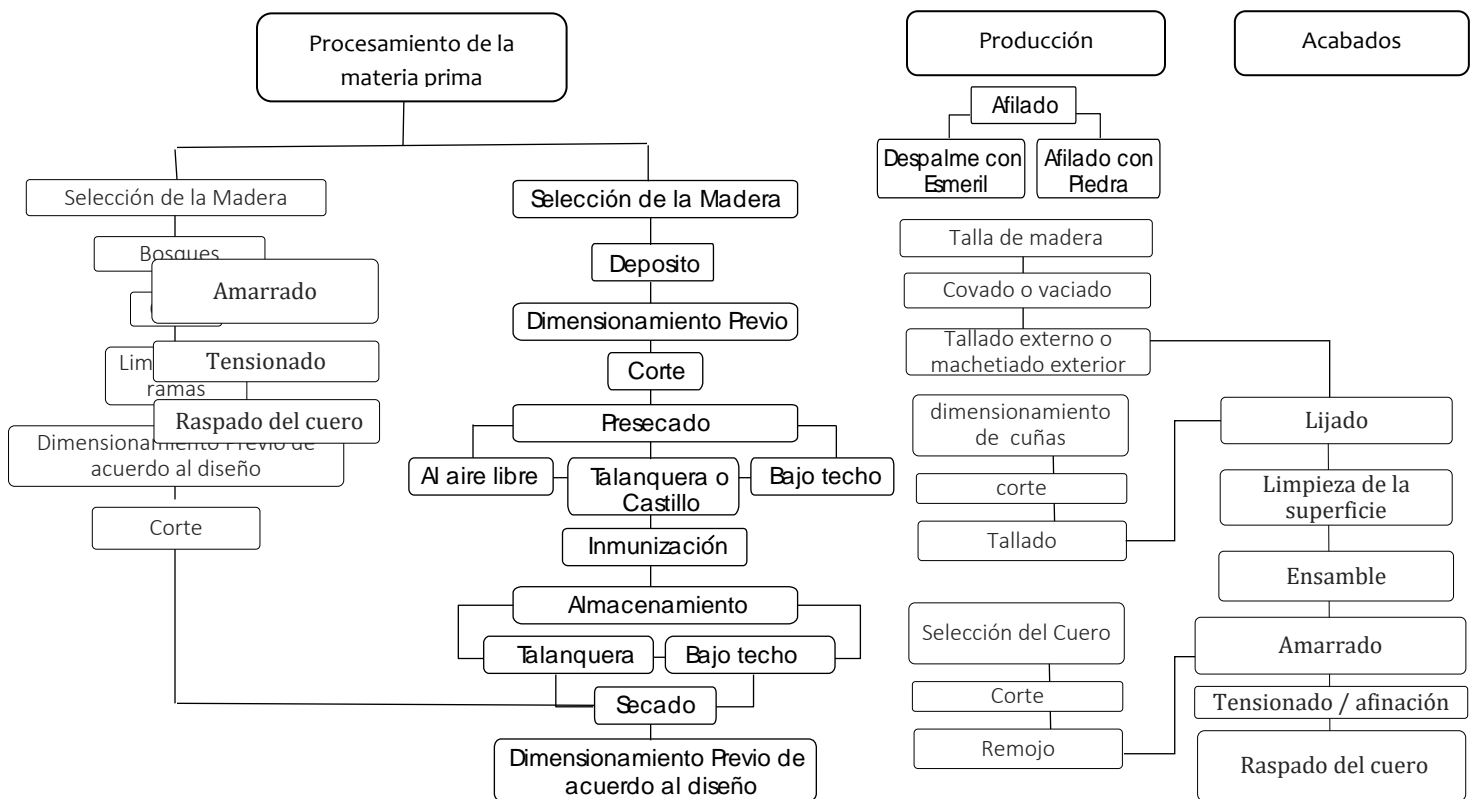 Procesamiento de la
materia prima
Selección de la Madera
Bosques
Amarrado
Tensionado
ramas
Raspado del cuero
Dimensionamiento Previo de
acuerdo al diseño
Corte
Selección de la Madera
Deposito
Dimensionamiento Previo
Corte
Presecado
Al aire libre
Talanquera o
Castillo
Bajo techo
Inmunización
Almacenamiento
Talanquera
Bajo techo
Secado
Dimensionamiento Previo de
acuerdo al diseño
Producción
Afilado
Despalme con
Esmeril
Afilado con
Piedra
Talla de madera
Covado o vaciado
Tallado externo o
machetiado exterior
dimensionamiento
de cuñas
corte
Tallado
Selección del Cuero
Corte
Remojo
Acabados
Lijado
Limpieza de la
superficie
Ensamble
Amarrado
Tensionado / afinación
Raspado del cuero